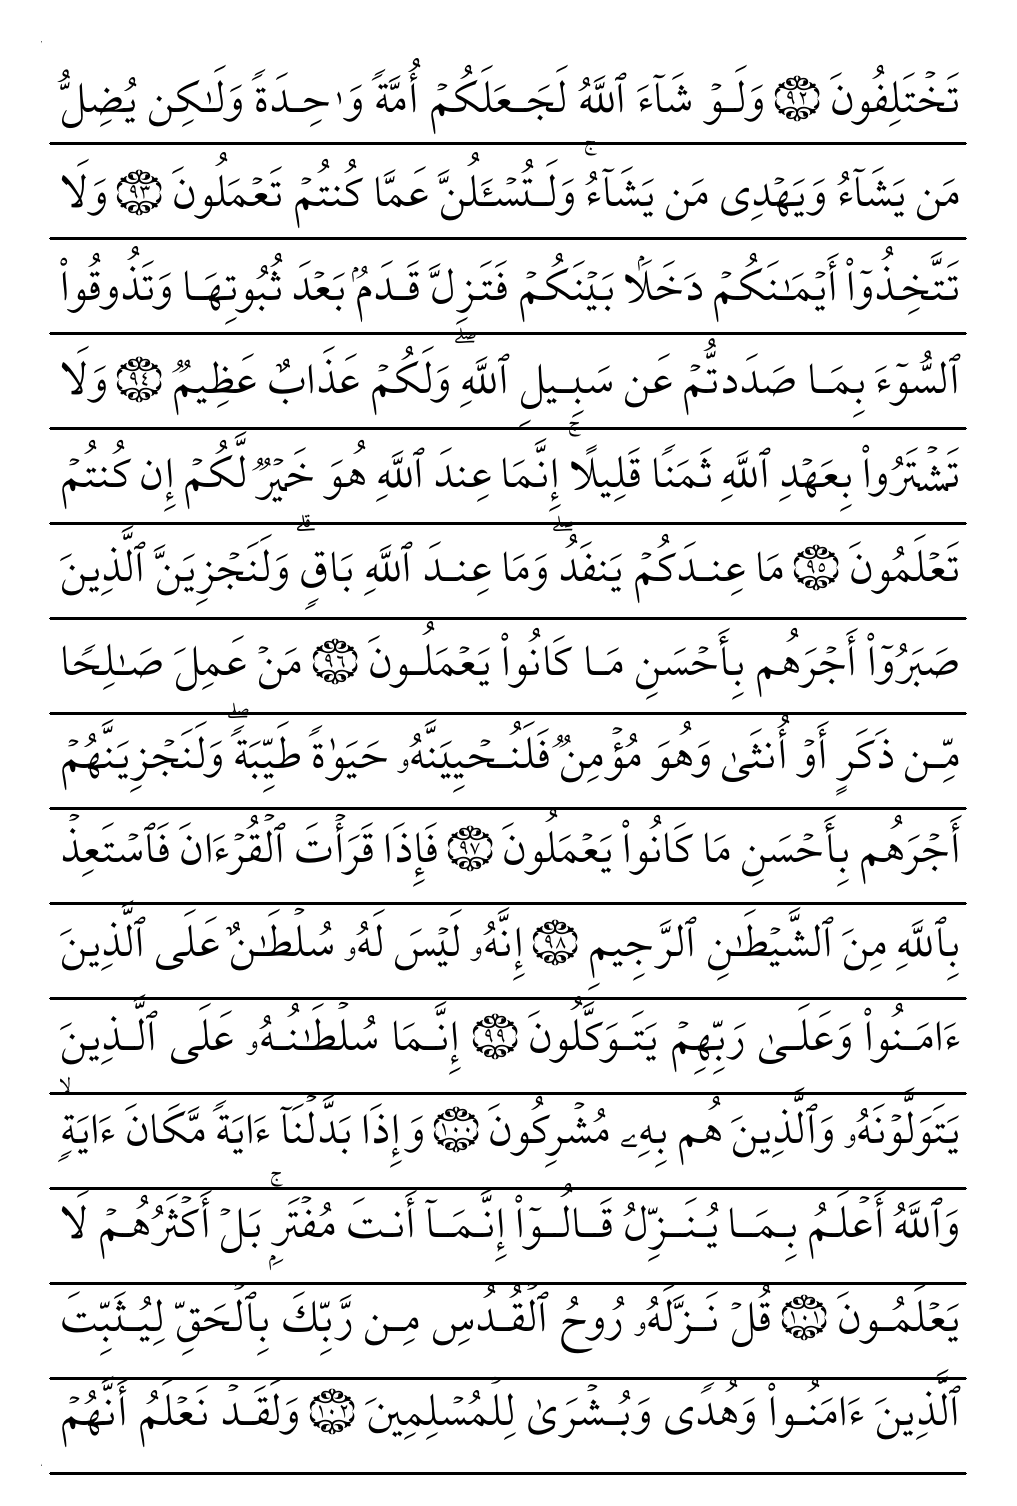 تَخۡتَلِفُونَ ٩٢ وَلَوۡ شَآءَ ٱللَّهُ لَجَعَلَكُمۡ أُمَّةٗ وَٰحِدَةٗ وَلَٰكِن يُضِلُّ
مَن يَشَآءُ وَيَهۡدِي مَن يَشَآءُۚ وَلَتُسۡـَٔلُنَّ عَمَّا كُنتُمۡ تَعۡمَلُونَ ٩٣ وَلَا
تَتَّخِذُوٓاْ أَيۡمَٰنَكُمۡ دَخَلَۢا بَيۡنَكُمۡ فَتَزِلَّ قَدَمُۢ بَعۡدَ ثُبُوتِهَا وَتَذُوقُواْ
ٱلسُّوٓءَ بِمَا صَدَدتُّمۡ عَن سَبِيلِ ٱللَّهِۖ وَلَكُمۡ عَذَابٌ عَظِيمٞ ٩٤ وَلَا
تَشۡتَرُواْ بِعَهۡدِ ٱللَّهِ ثَمَنٗا قَلِيلًاۚ إِنَّمَا عِندَ ٱللَّهِ هُوَ خَيۡرٞ لَّكُمۡ إِن كُنتُمۡ
تَعۡلَمُونَ ٩٥ مَا عِندَكُمۡ يَنفَدُ ۖ وَمَا عِندَ ٱللَّهِ بَاقٖۗ وَلَنَجۡزِيَنَّ ٱلَّذِينَ
صَبَرُوٓاْ أَجۡرَهُم بِأَحۡسَنِ مَا كَانُواْ يَعۡمَلُونَ ٩٦ مَنۡ عَمِلَ صَٰلِحٗا
مِّن ذَكَرٍ أَوۡ أُنثَىٰ وَهُوَ مُؤۡمِنٞ فَلَنُحۡيِيَنَّهُۥ حَيَوٰةٗ طَيِّبَةٗۖ وَلَنَجۡزِيَنَّهُمۡ
أَجۡرَهُم بِأَحۡسَنِ مَا كَانُواْ يَعۡمَلُونَ ٩٧ فَإِذَا قَرَأۡتَ ٱلۡقُرۡءَانَ فَٱسۡتَعِذۡ
بِٱللَّهِ مِنَ ٱلشَّيۡطَٰنِ ٱلرَّجِيمِ ٩٨ إِنَّهُۥ لَيۡسَ لَهُۥ سُلۡطَٰنٌ عَلَى ٱلَّذِينَ
ءَامَنُواْ وَعَلَىٰ رَبِّهِمۡ يَتَوَكَّلُونَ ٩٩ إِنَّمَا سُلۡطَٰنُهُۥ عَلَى ٱلَّذِينَ
يَتَوَلَّوۡنَهُۥ وَٱلَّذِينَ هُم بِهِۦ مُشۡرِكُونَ ١٠٠ وَإِذَا بَدَّلۡنَآ ءَايَةٗ مَّكَانَ ءَايَةٖۙ
وَٱللَّهُ أَعۡلَمُ بِمَا يُنَزِّلُ قَالُوٓاْ إِنَّمَآ أَنتَ مُفۡتَرِۭۚ بَلۡ أَكۡثَرُهُمۡ لَا
يَعۡلَمُونَ ١٠١ قُلۡ نَزَّلَهُۥ رُوحُ ٱلۡقُدُسِ مِن رَّبِّكَ بِٱلۡحَقِّ لِيُثَبِّتَ
ٱلَّذِينَ ءَامَنُواْ وَهُدٗى وَبُشۡرَىٰ لِلۡمُسۡلِمِينَ ١٠٢ وَلَقَدۡ نَعۡلَمُ أَنَّهُمۡ